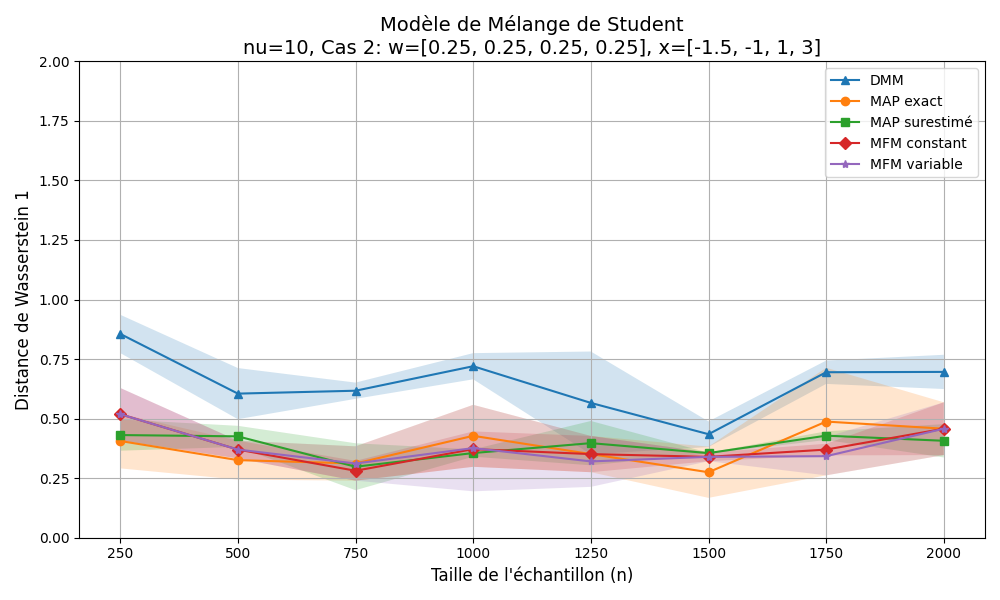 Modèle de Mélange de Student
nu=10, Cas 2: w=[0.25, 0.25, 0.25, 0.25], x=[-1.5, -1, 1, 3]
2.00
1.75
1.50
1.25
1.00
0.75
0.50
0.25
0.00
Distance de Wasserstein 1
DMM
MAP exact
MAP surestimé
MFM constant
MFM variable
250 500 750 1000 1250 1500 1750 2000
Taille de l'échantillon (n)